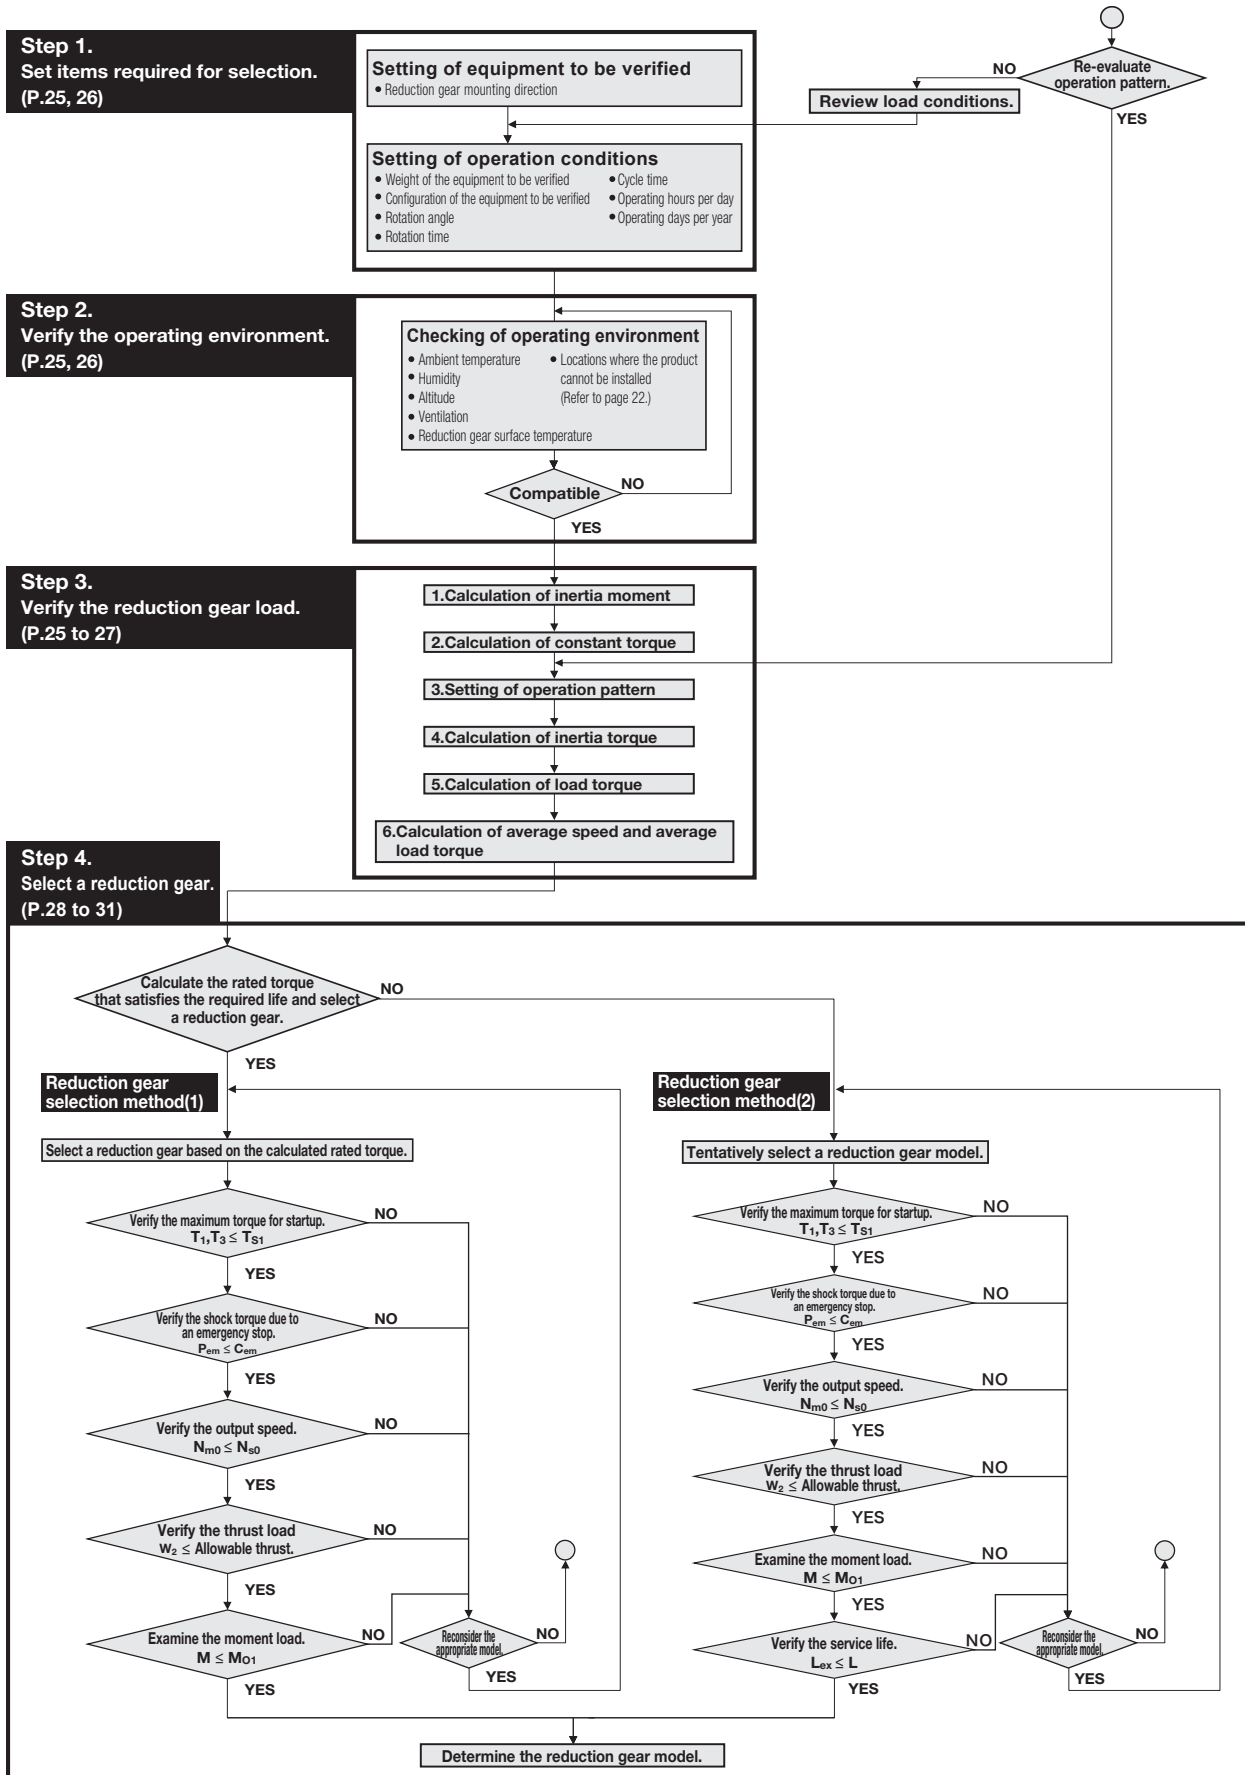 Step 1.
Set items required for selection.
(P.25, 26)
Setting of equipment to be verified
• Reduction gear mounting direction
Re-evaluate
operation pattern.
NO
YES
Review load conditions.
Setting of operation conditions
• Weight of the equipment to be verified
• Configuration of the equipment to be verified
• Rotation angle
• Rotation time
• Cycle time
• Operating hours per day
• Operating days per year
Step 2.
Verify the operating environment.
(P.25, 26)
Checking of operating environment
• Ambient temperature
• Humidity
• Altitude
• Ventilation
• Reduction gear surface temperature
• Locations where the product
cannot be installed
(Refer to page 22.)
Compatible
NO
YES
Step 3.
Verify the reduction gear load.
(P.25 to 27)
1.Calculation of inertia moment
2.Calculation of constant torque
3.Setting of operation pattern
4.Calculation of inertia torque
5.Calculation of load torque
6.Calculation of average speed and average
load torque
Step 4.
Select a reduction gear.
(P.28 to 31)
Calculate the rated torque
that satisfies the required life and select
a reduction gear.
NO
YES
Reduction gear
selection method(1)
Select a reduction gear based on the calculated rated torque.
Verify the maximum torque for startup.
T1,T3 ≤ TS1
NO
YES
Verify the shock torque due to
an emergency stop.
Pem ≤ Cem
NO
YES
Verify the output speed.
Nm0 ≤ Ns0
NO
YES
Verify the thrust load
W2 ≤ Allowable thrust.
NO
YES
Examine the moment load.
M ≤ MO1
NO
YES
Reconsider the
appropriate model.
NO
YES
Reduction gear
selection method(2)
Tentatively select a reduction gear model.
Verify the maximum torque for startup.
T1,T3 ≤ TS1
NO
YES
Verify the shock torque due to
an emergency stop.
Pem ≤ Cem
NO
YES
Verify the output speed.
Nm0 ≤ Ns0
NO
YES
Verify the thrust load
W2 ≤ Allowable thrust.
NO
YES
Examine the moment load.
M ≤ MO1
NO
YES
Verify the service life.
Lex ≤ L
NO
YES
Reconsider the
appropriate model.
NO
YES
Determine the reduction gear model.